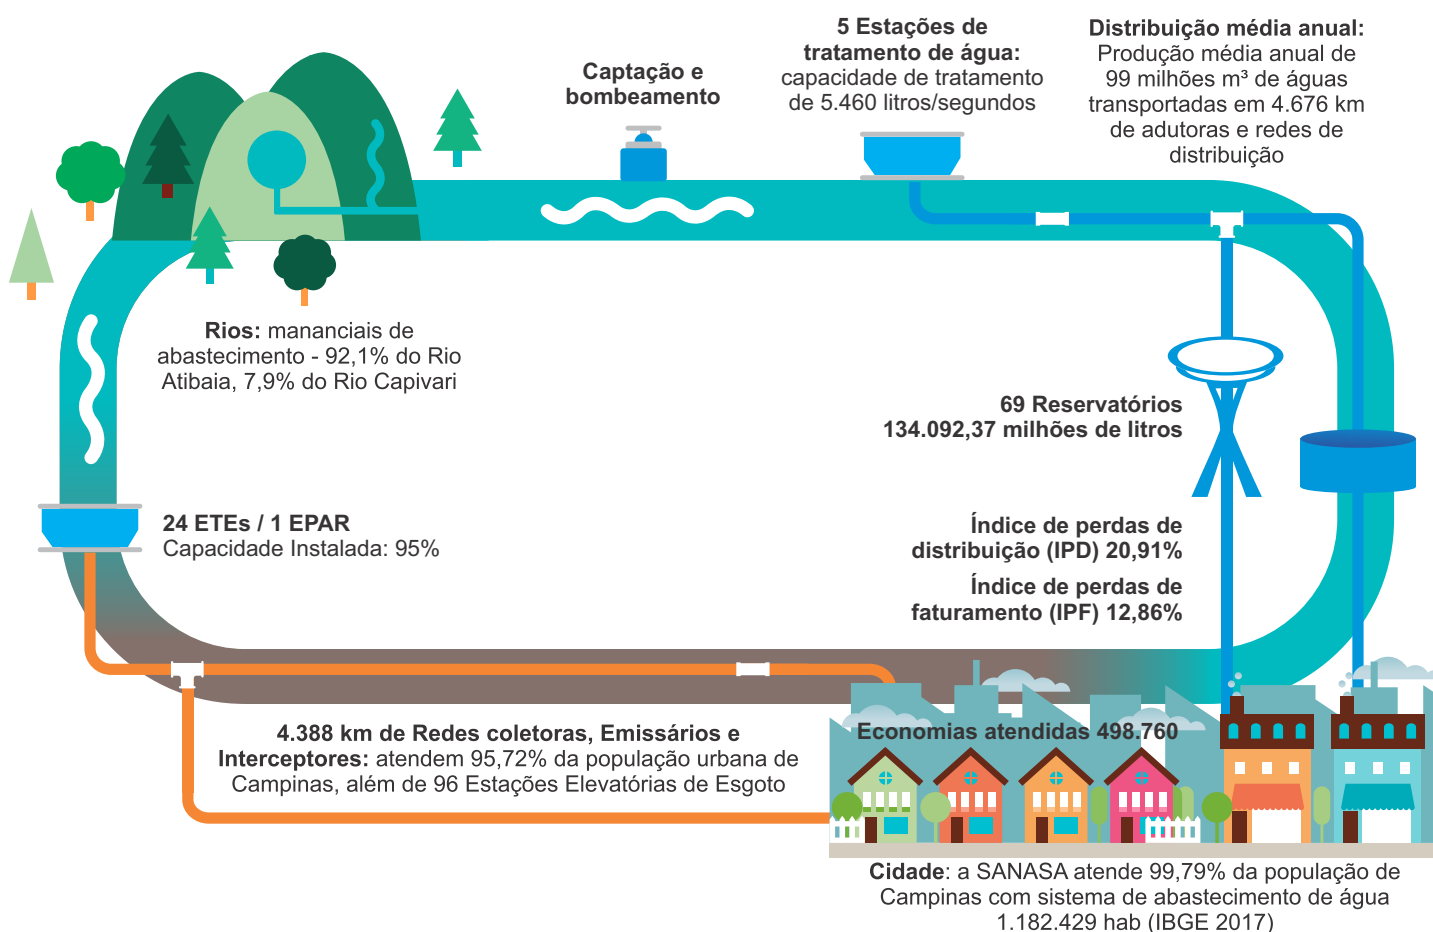 Captação e
bombeamento
5 Estações de
tratamento de água:
capacidade de tratamento
de 5.460 litros/segundos
Distribuição média anual:
Produção média anual de
99 milhões m³ de águas
transportadas em 4.676 km
de adutoras e redes de
distribuição
Rios: mananciais de
abastecimento - 92,1% do Rio
Atibaia, 7,9% do Rio Capivari
69 Reservatórios
134.092,37 milhões de litros
24 ETEs / 1 EPAR
Capacidade Instalada: 95%
Índice de perdas de
distribuição (IPD) 20,91%
Índice de perdas de
faturamento (IPF) 12,86%
4.388 km de Redes coletoras, Emissários e
Interceptores: atendem 95,72% da população urbana de
Campinas, além de 96 Estações Elevatórias de Esgoto
Economias atendidas 498.760
Cidade: a SANASA atende 99,79% da população de
Campinas com sistema de abastecimento de água
1.182.429 hab (IBGE 2017)